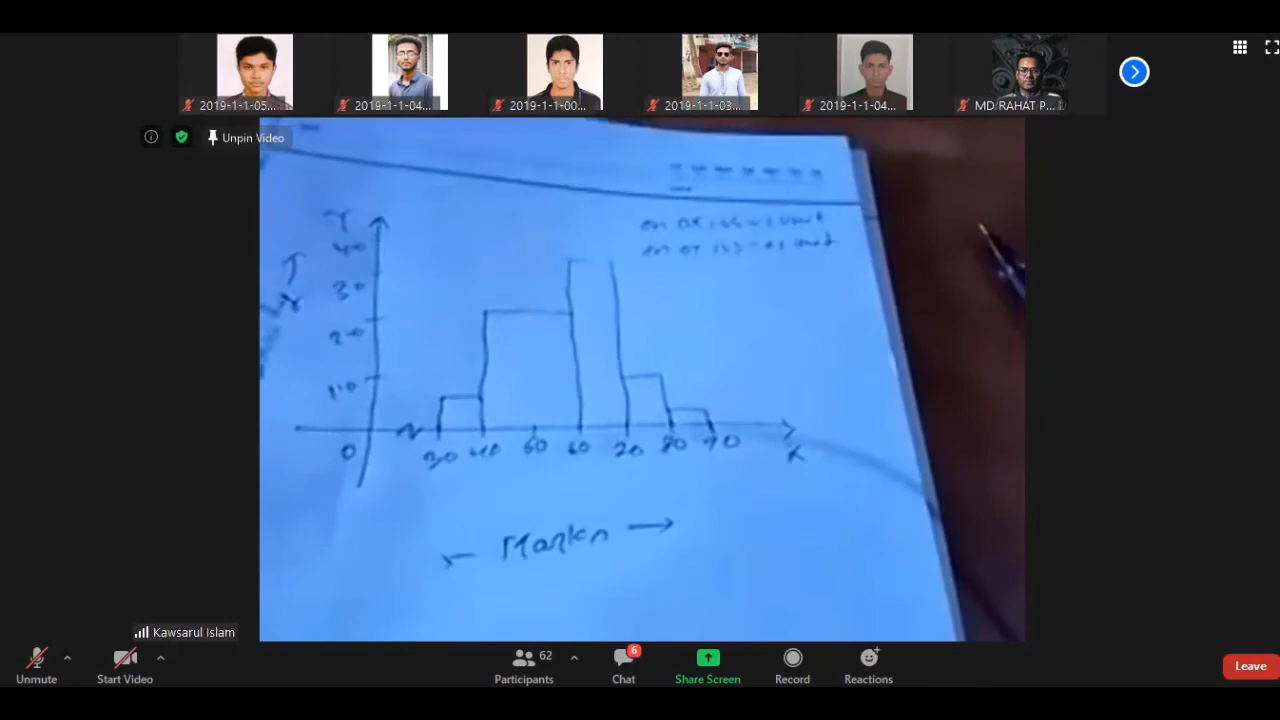 2019-1-1-05...
2019-1-1-04...
2019-1-1-00...
2019-1-1-03...
2019-1-1-04...
MD RAHAT P...
Unpin Video
Y
40
30
20
10
0
30 40 50 60 70 80 90
X
Marks
Kawsarul Islam
Unmute
Start Video
62
Participants
6
Chat
Share Screen
Record
Reactions
Leave